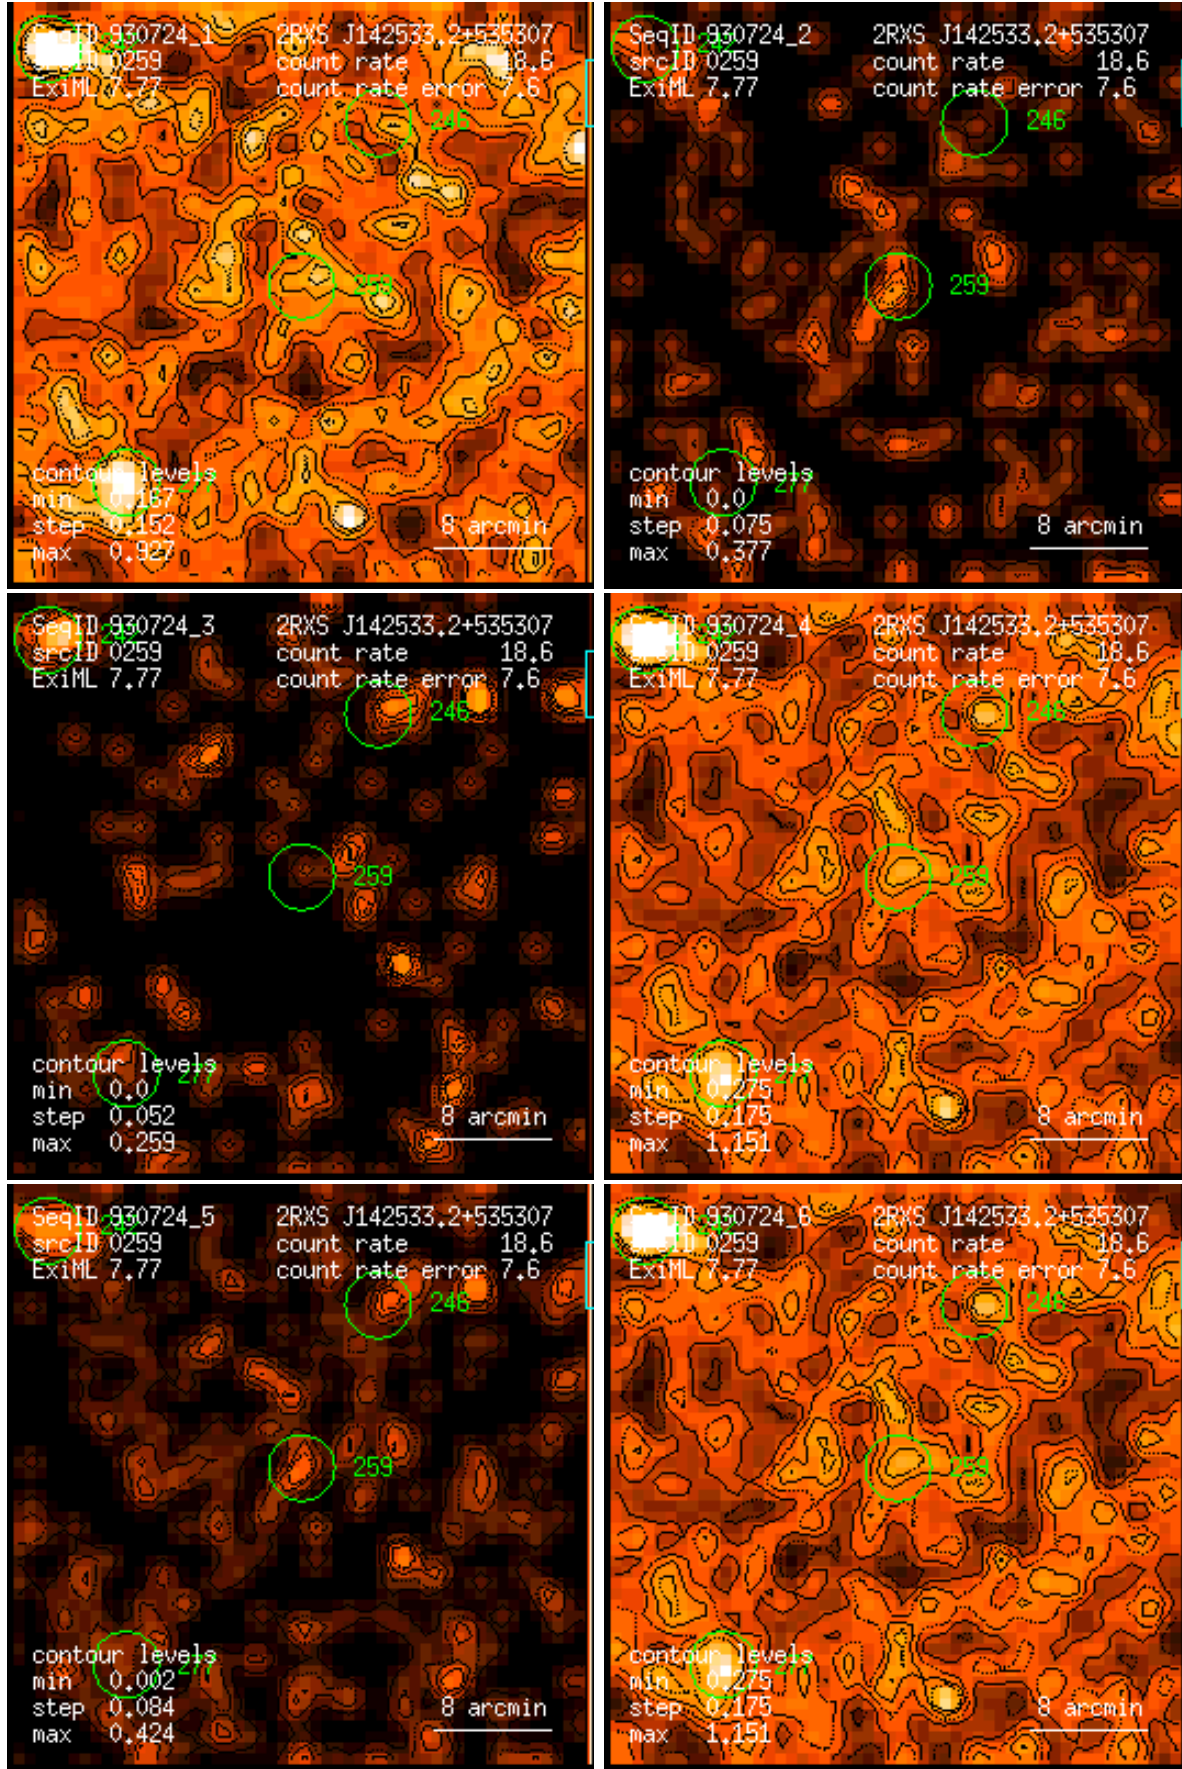 SeqID 930724_1 2RXS J142533.2+535307
srcID 0259 count rate 18.6
ExiML 7.77 count rate error 7.6
246
259
contour levels
277
min 0.167
step 0.152 8 arcmin
max 0.927
SeqID 930724_2 2RXS J142533.2+535307
srcID 0259 count rate 18.6
ExiML 7.77 count rate error 7.6
246
259
contour levels
277
min 0.0
step 0.075 8 arcmin
max 0.377
SeqID 930724_3 2RXS J142533.2+535307
srcID 0259 count rate 18.6
ExiML 7.77 count rate error 7.6
246
259
contour levels
277
min 0.0
step 0.052 8 arcmin
max 0.259
930724_4 2RXS J142533.2+535307
0259 count rate 18.6
ExiML 7.77 count rate error 7.6
246
259
contour levels
277
min 0.275
step 0.175 8 arcmin
max 1.151
SeqID 930724_5 2RXS J142533.2+535307
srcID 0259 count rate 18.6
ExiML 7.77 count rate error 7.6
246
259
contour levels
277
min 0.002
step 0.084 8 arcmin
max 0.424
930724_6 2RXS J142533.2+535307
0259 count rate 18.6
ExiML 7.77 count rate error 7.6
246
259
contour levels
277
min 0.275
step 0.175 8 arcmin
max 1.151